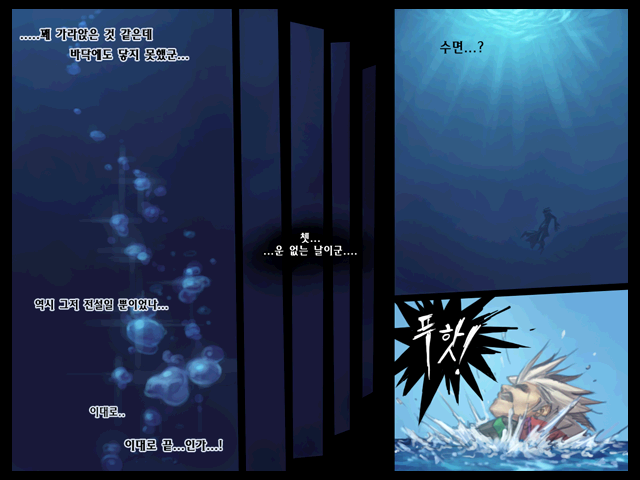 .....꽤 가라앉은 것 같은데
바닥에도 닿지 못했군...
역시 그저 전설일 뿐이었나...
이대로..
이대로 끝...인가...!
쳇...
...운 없는 날이군....
수면...?
푸핫!